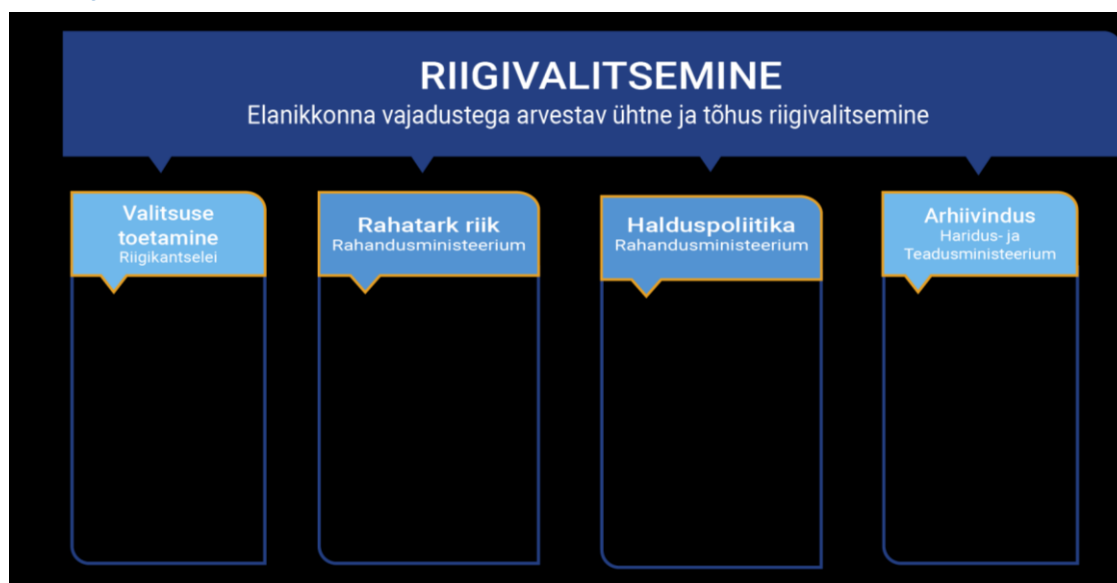 RIIGIVALITSEMINE
Elanikkonna vajadustega arvestav ühtne ja tõhus riigivalitsemine
Valitsuse
toetamine
Riigikantselei
Rahatark riik
Rahandusministeerium
Halduspoliitika
Rahandusministeerium
Arhiivindus
Haridus- ja
Teadusministeerium